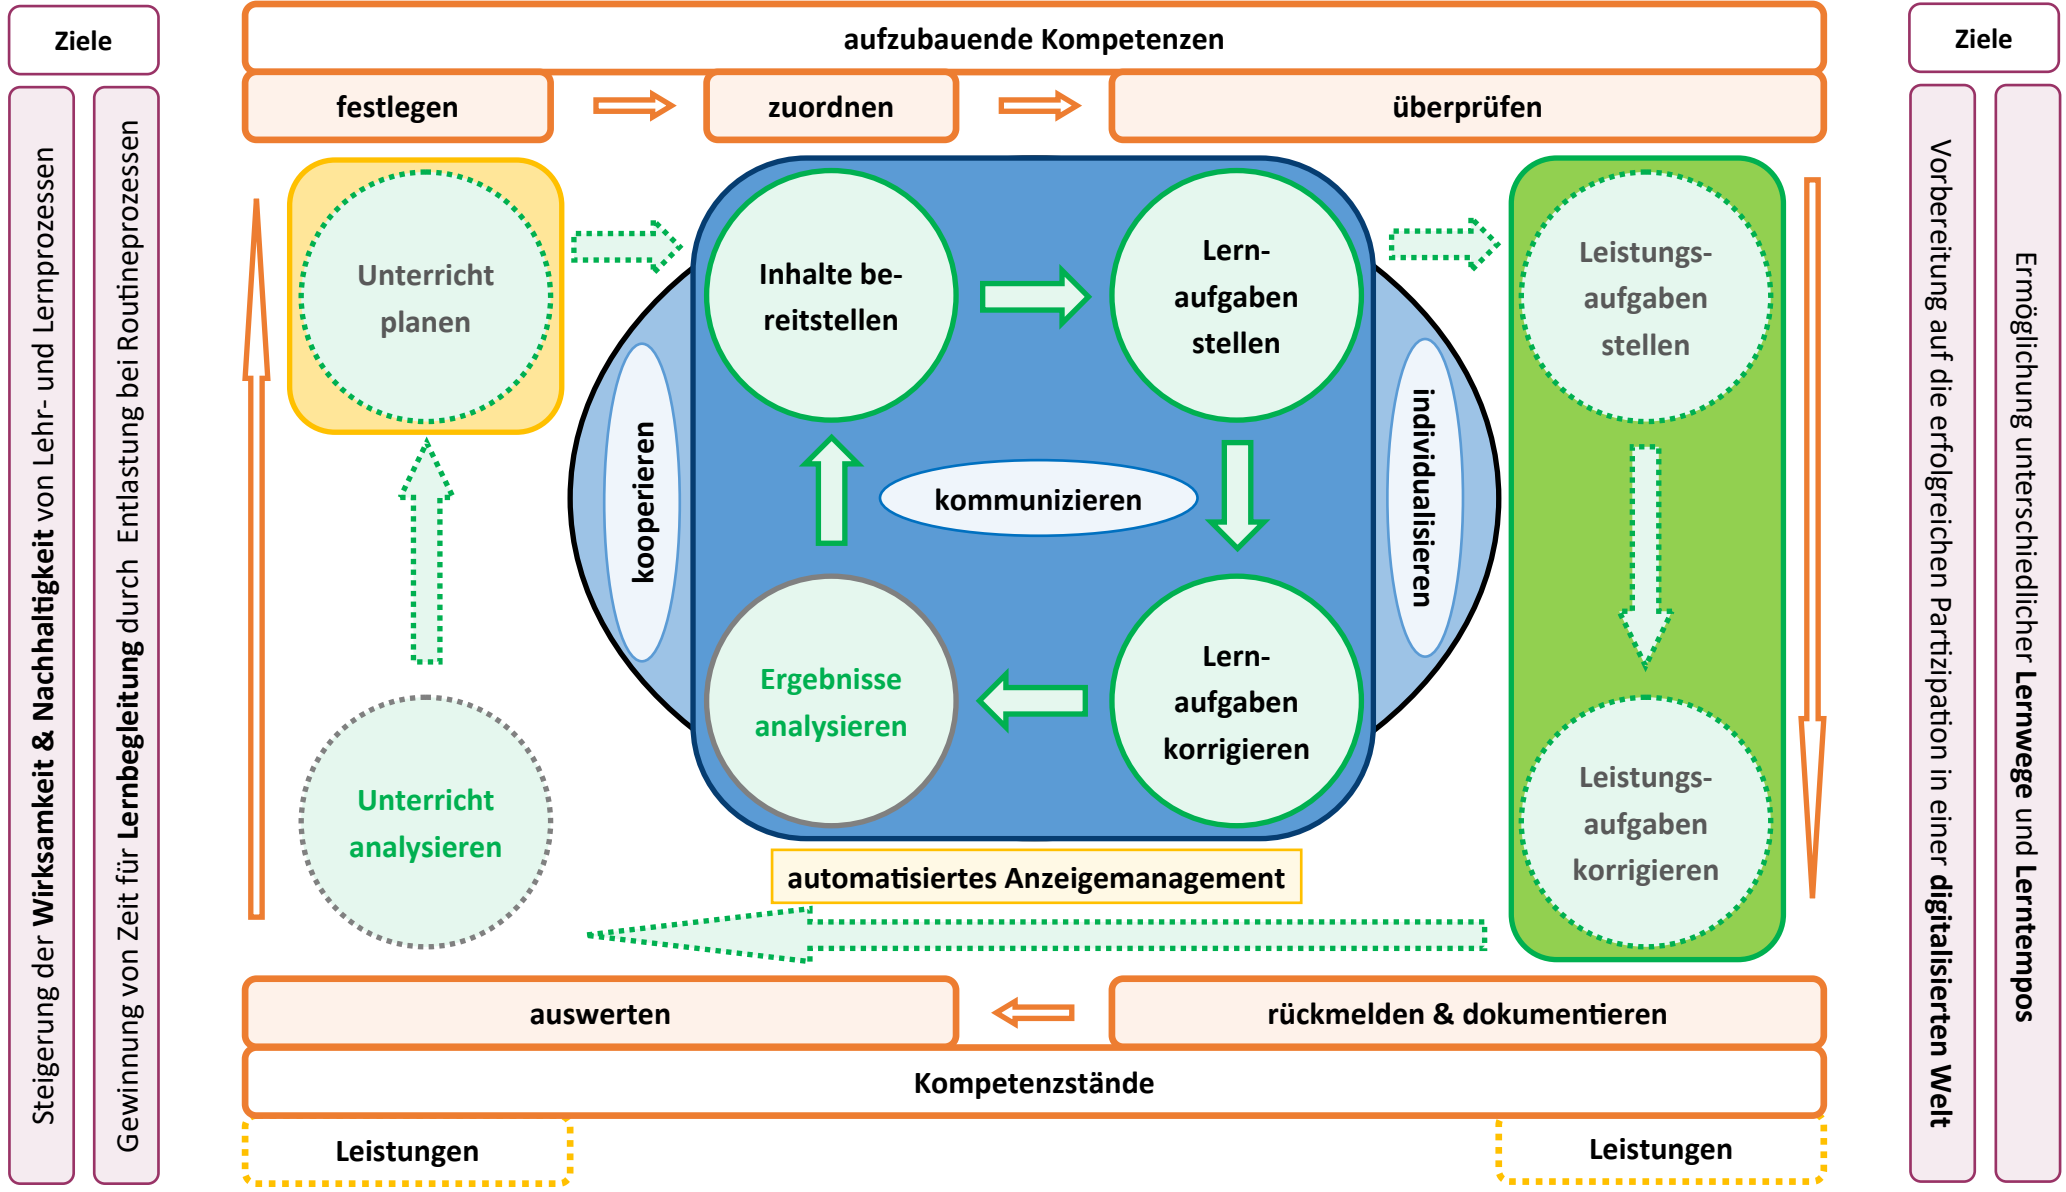 Ziele
Steigerung der Wirksamkeit & Nachhaltigkeit von Lehr- und Lernprozessen
Gewinnung von Zeit für Lernbegleitung durch Entlastung bei Routineprozessen
aufzubauende Kompetenzen
festlegen
zuordnen
überprüfen
Unterricht
planen
Inhalte be-
reitstellen
Lern-
aufgaben
stellen
Leistungs-
aufgaben
stellen
kooperieren
kommunizieren
individualisieren
Unterricht
analysieren
Ergebnisse
analysieren
Lern-
aufgaben
korrigieren
Leistungs-
aufgaben
korrigieren
automatisiertes Anzeigemanagement
auswerten
rückmelden & dokumentieren
Kompetenzstände
Leistungen
Leistungen
Ziele
Vorbereitung auf die erfolgreichen Partizipation in einer digitalisierten Welt
Ermöglichung unterschiedlicher Lernwege und Lerntempos